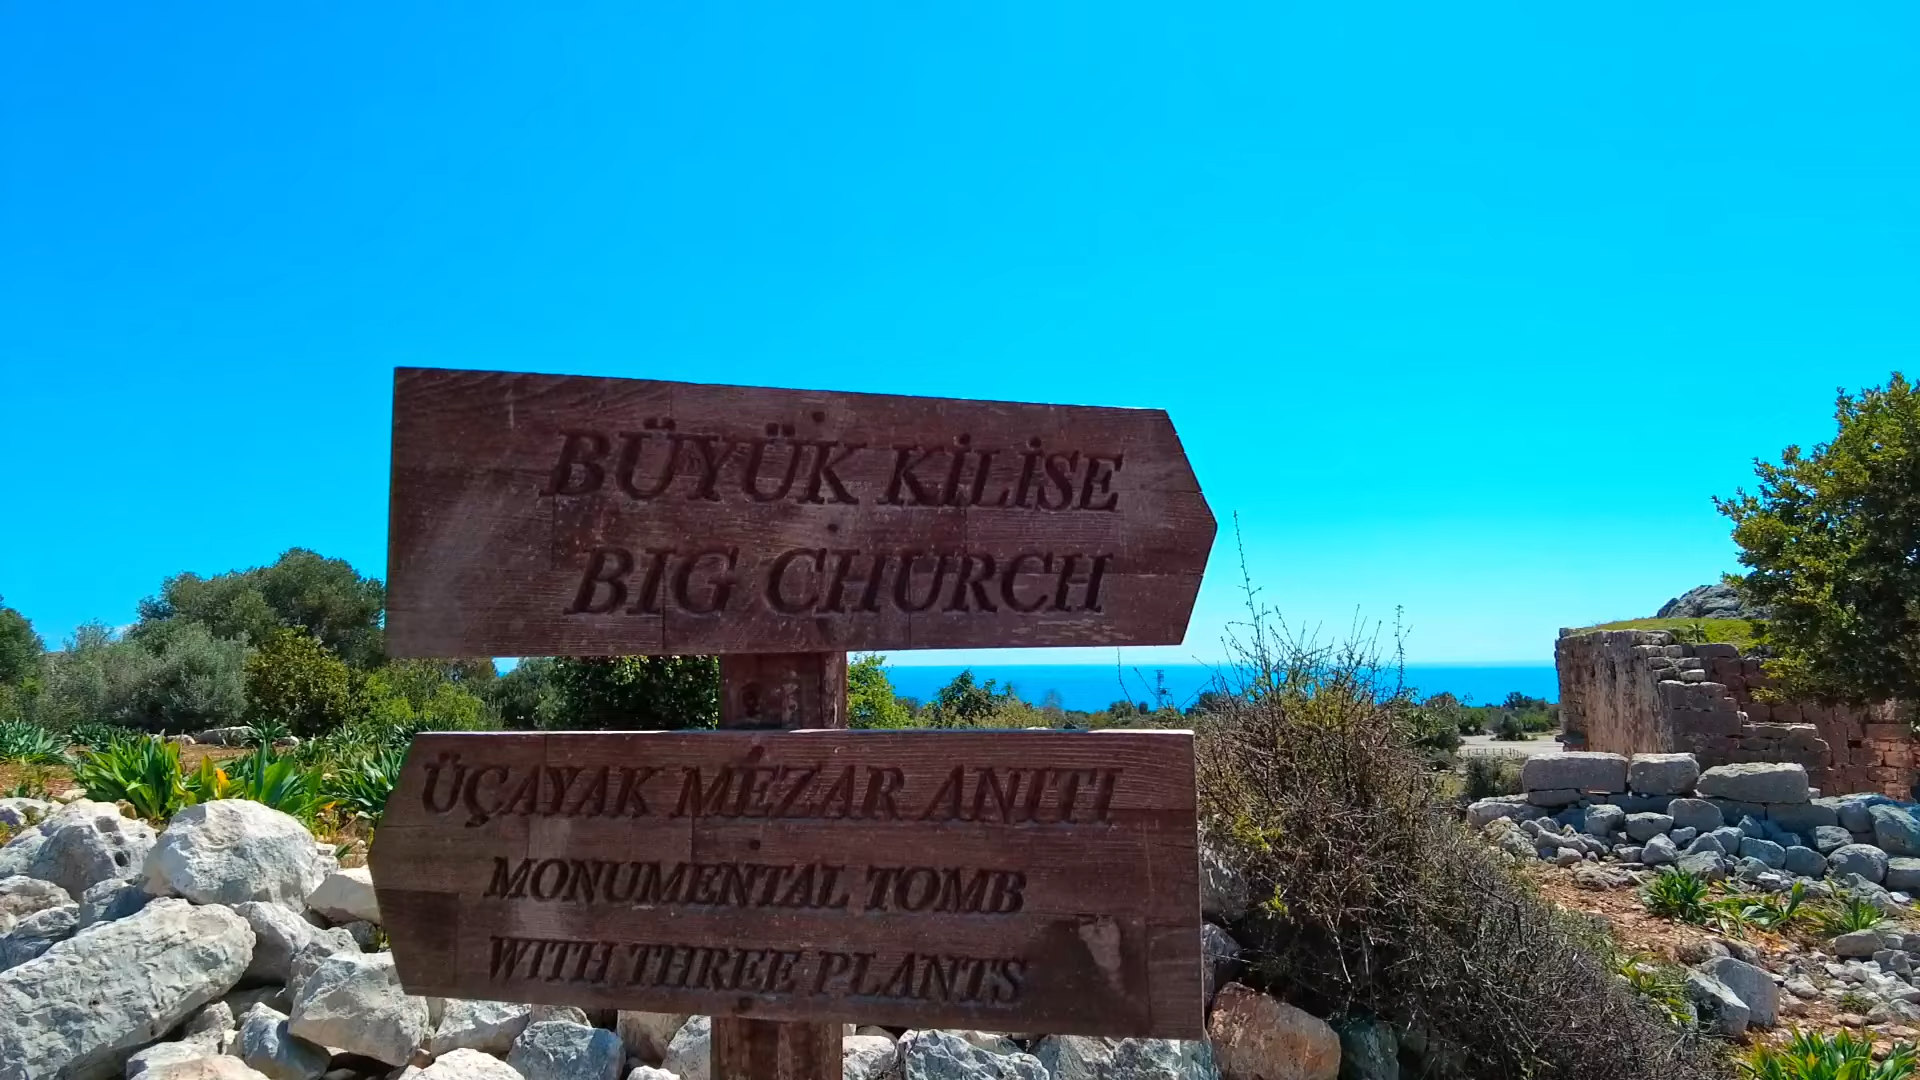 BÜYÜK KİLİSE
BIG CHURCH
ÜÇAYAK MEZAR ANITI
MONUMENTAL TOMB
WITH THREE PLANTS